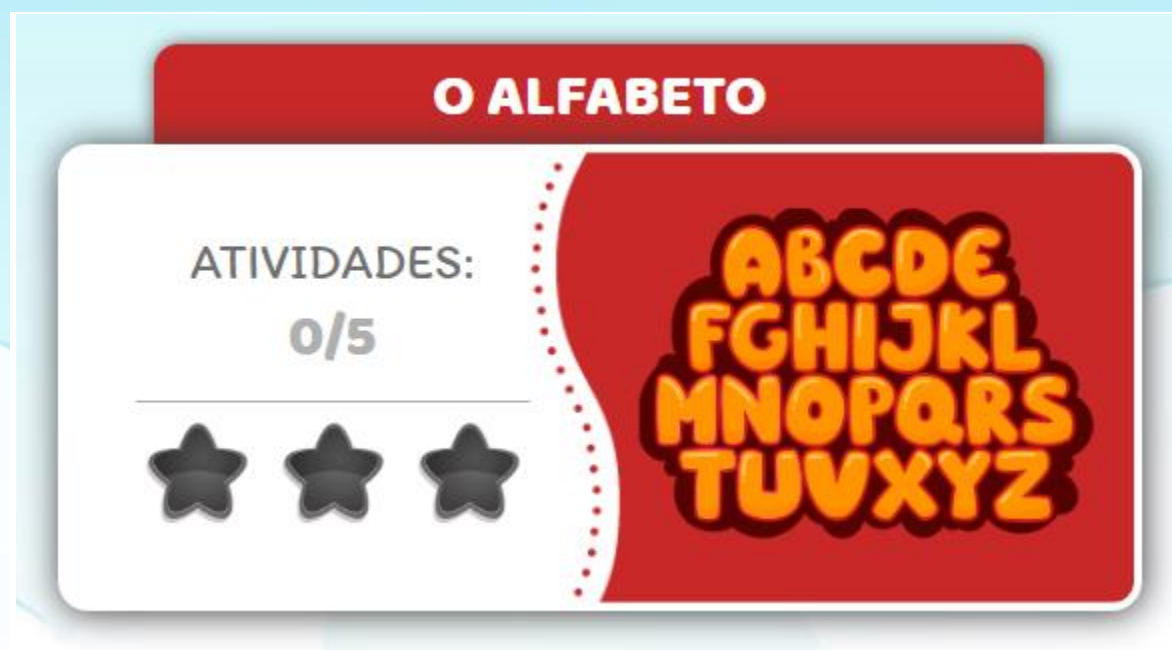 O ALFABETO
ATIVIDADES:
0/5
ABCDE
FGHIJKL
MNOPQRS
TUVXYZ